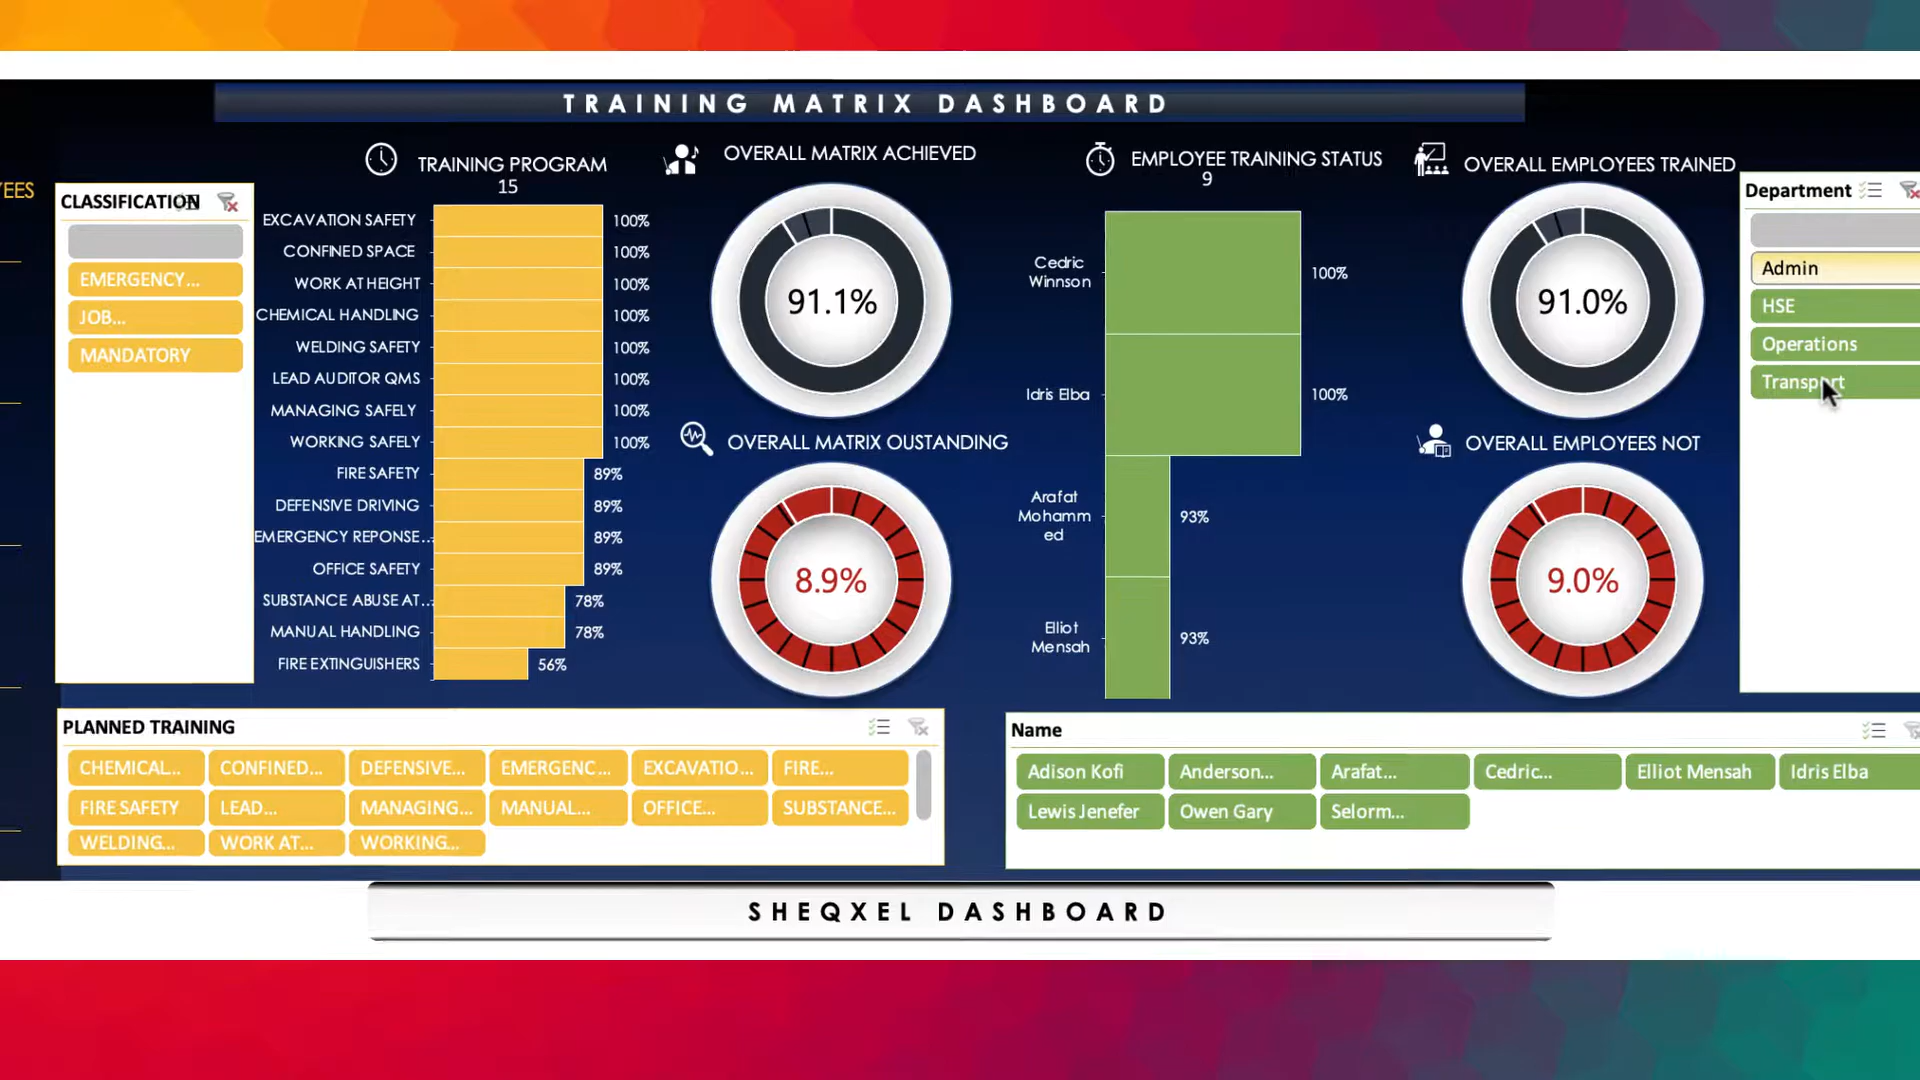 TRAINING MATRIX DASHBOARD
YEES
CLASSIFICATION
EMERGENCY...
JOB...
MANDATORY
TRAINING PROGRAM
15
EXCAVATION SAFETY 100%
CONFINED SPACE 100%
WORK AT HEIGHT 100%
CHEMICAL HANDLING 100%
WELDING SAFETY 100%
LEAD AUDITOR QMS 100%
MANAGING SAFELY 100%
WORKING SAFELY 100%
FIRE SAFETY 89%
DEFENSIVE DRIVING 89%
EMERGENCY REPONSE... 89%
OFFICE SAFETY 89%
SUBSTANCE ABUSE AT... 78%
MANUAL HANDLING 78%
FIRE EXTINGUISHERS 56%
OVERALL MATRIX ACHIEVED
91.1%
OVERALL MATRIX OUSTANDING
8.9%
EMPLOYEE TRAINING STATUS
9
Cedric
Winnson
100%
Idris Elba 100%
Arafat
Mohamm
ed
93%
Elliot
Mensah
93%
OVERALL EMPLOYEES TRAINED
91.0%
OVERALL EMPLOYEES NOT
9.0%
Department
Admin
HSE
Operations
Transport
PLANNED TRAINING
CHEMICAL... CONFINED... DEFENSIVE... EMERGENC... EXCAVATIO... FIRE...
FIRE SAFETY LEAD... MANAGING... MANUAL... OFFICE... SUBSTANCE...
WELDING... WORK AT... WORKING...
Name
Adison Kofi Anderson... Arafat... Cedric... Elliot Mensah Idris Elba
Lewis Jenefer Owen Gary Selorm...
SHEQXEL DASHBOARD